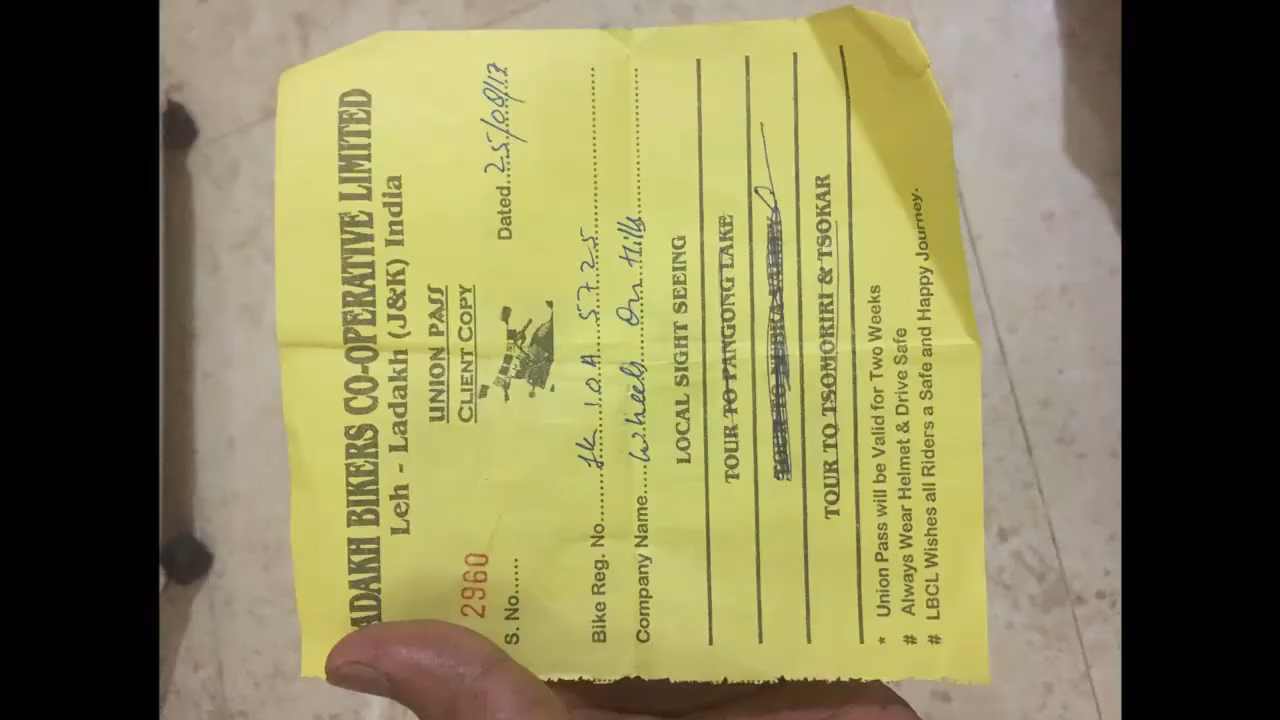 ADAKH BIKERS CO-OPERATIVE LIMITED
Leh - Ladakh (J&K) India
UNION PASS
CLIENT COPY
2960
S. No...... Dated...25/08/17
Bike Reg. No.........JK 10A 5725
Company Name....Wheels On Hills
LOCAL SIGHT SEEING
TOUR TO PANGONG LAKE
TOUR TO TSOMORIRI & TSOKAR
* Union Pass will be Valid for Two Weeks
# Always Wear Helmet & Drive Safe
# LBCL Wishes all Riders a Safe and Happy Journey.